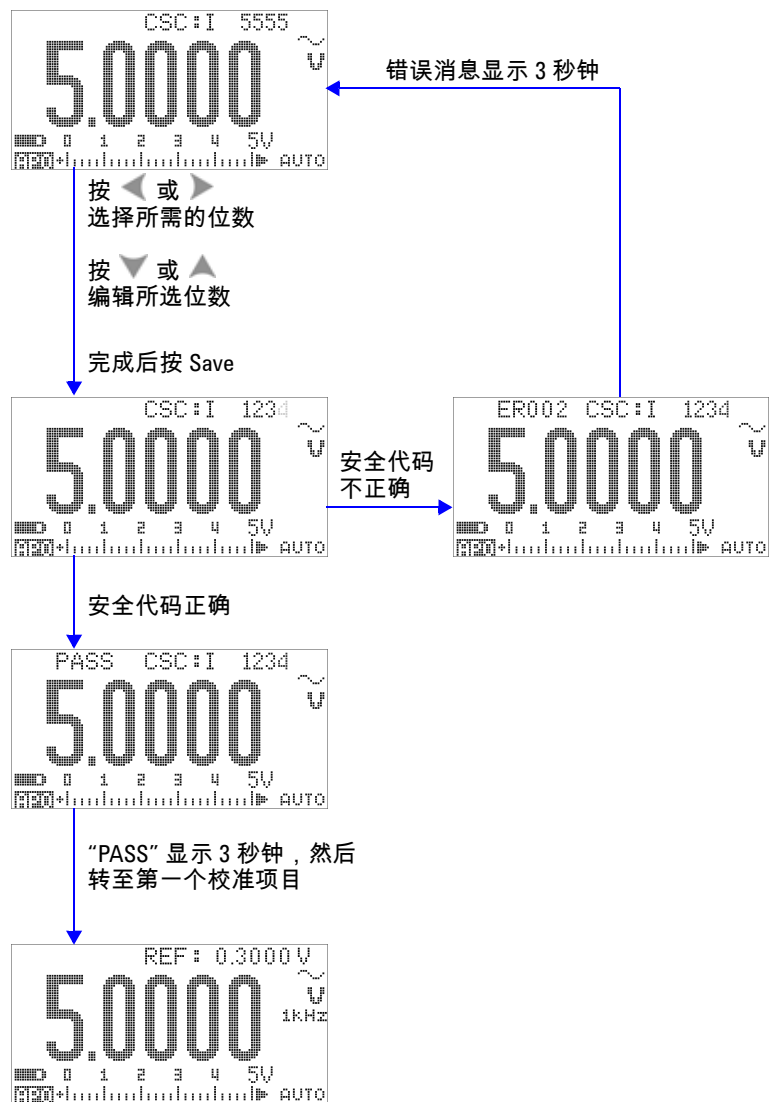 CSC:I 5555
5.0000 V
0 1 2 3 4 5V
APO AUTO
错误消息显示 3 秒钟
按 或
选择所需的位数
按 或
编辑所选位数
完成后按 Save
CSC:I 1234
5.0000 V
0 1 2 3 4 5V
APO AUTO
安全代码
不正确
ER002 CSC:I 1234
5.0000 V
0 1 2 3 4 5V
APO AUTO
安全代码正确
PASS CSC:I 1234
5.0000 V
0 1 2 3 4 5V
APO AUTO
“PASS” 显示 3 秒钟，然后
转至第一个校准项目
REF: 0.3000 V
5.0000 V
1kHz
0 1 2 3 4 5V
APO AUTO